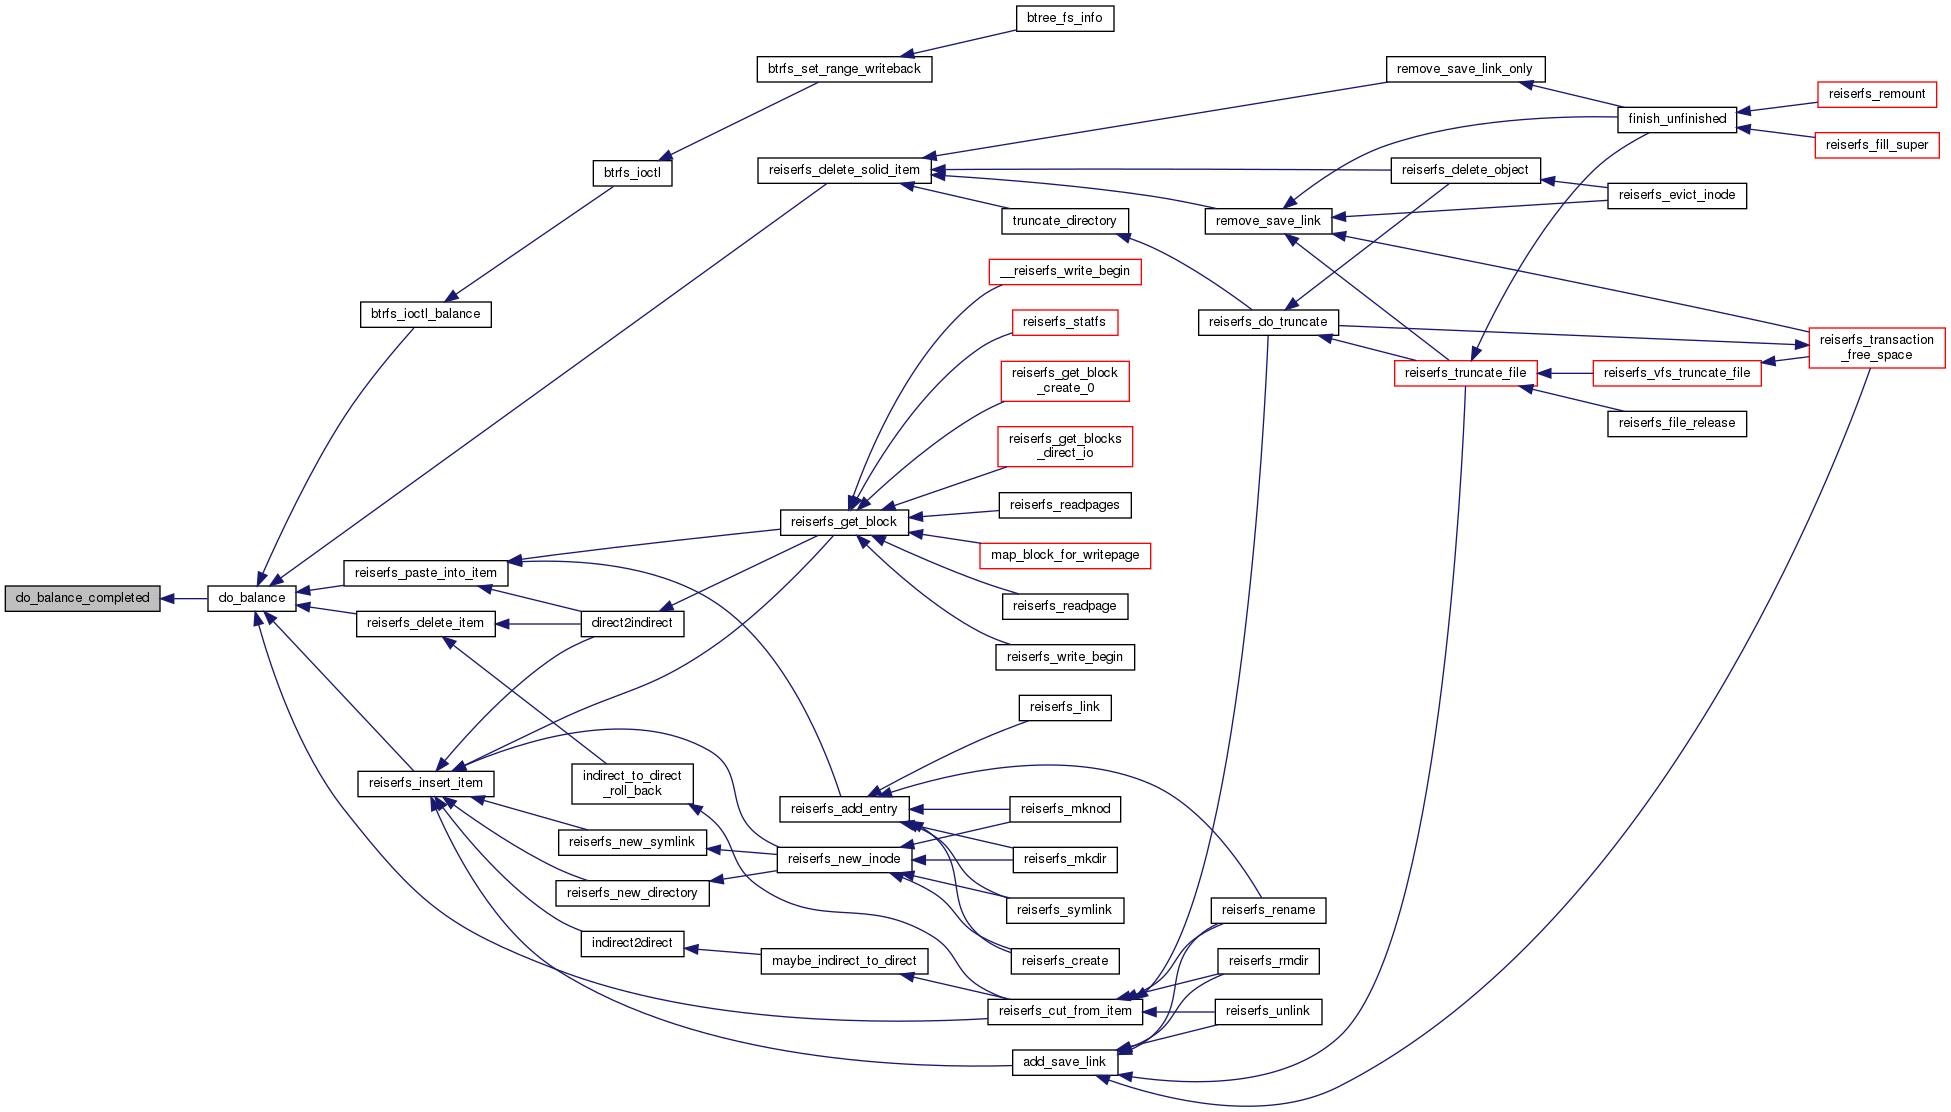 btree_fs_info
btrfs_set_range_writeback
remove_save_link_only
reiserfs_remount
finish_unfinished
reiserfs_fill_super
btrfs_ioctl
reiserfs_delete_solid_item
reiserfs_delete_object
reiserfs_evict_inode
truncate_directory
remove_save_link
__reiserfs_write_begin
btrfs_ioctl_balance
reiserfs_statfs
reiserfs_do_truncate
reiserfs_transaction
_free_space
reiserfs_get_block
_create_0
reiserfs_truncate_file
reiserfs_vfs_truncate_file
reiserfs_file_release
reiserfs_get_blocks
_direct_io
reiserfs_readpages
reiserfs_get_block
map_block_for_writepage
reiserfs_paste_into_item
do_balance_completed
do_balance
reiserfs_readpage
reiserfs_delete_item
direct2indirect
reiserfs_write_begin
reiserfs_link
reiserfs_insert_item
indirect_to_direct
_roll_back
reiserfs_add_entry
reiserfs_mknod
reiserfs_new_symlink
reiserfs_new_inode
reiserfs_mkdir
reiserfs_new_directory
reiserfs_symlink
reiserfs_rename
indirect2direct
maybe_indirect_to_direct
reiserfs_create
reiserfs_rmdir
reiserfs_cut_from_item
reiserfs_unlink
add_save_link